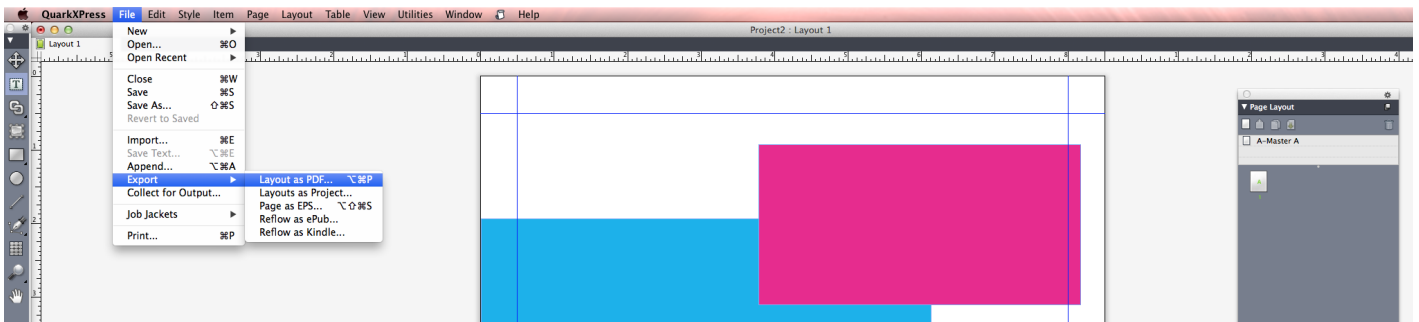 QuarkXPress File Edit Style Item Page Layout Table View Utilities Window Help
Project2 : Layout 1
Layout 1
New
Open... ⌘O
Open Recent
Close ⌘W
Save ⌘S
Save As... ⇧⌘S
Revert to Saved
Import... ⌘E
Save Text... ⌥⌘E
Append... ⌥⌘A
Export
Collect for Output...
Job Jackets
Print... ⌘P
Layout as PDF... ⌥⌘P
Layouts as Project...
Page as EPS... ⌥⇧⌘S
Reflow as ePub...
Reflow as Kindle...
Page Layout
A-Master A
A